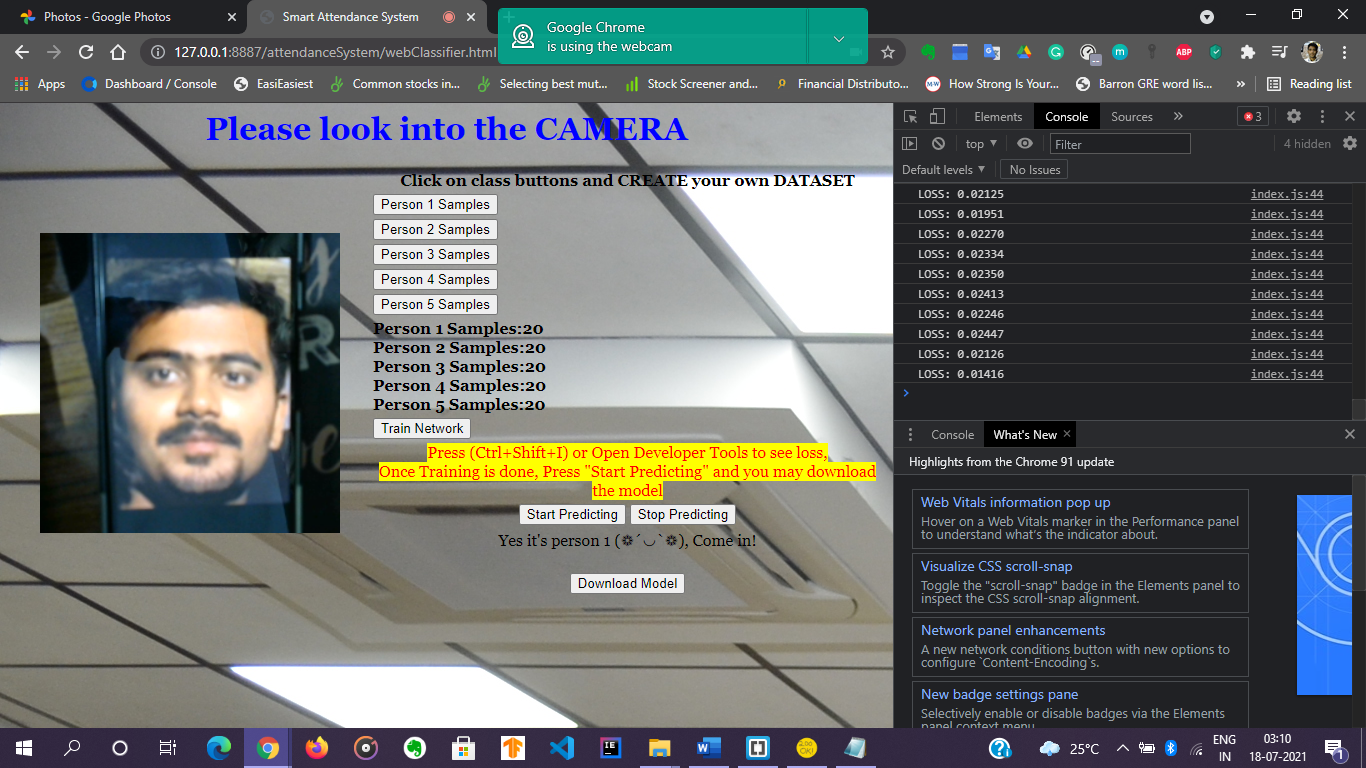 Photos - Google Photos
Smart Attendance System
Google Chrome
is using the webcam
127.0.0.1:8887/attendanceSystem/webClassifier.html
ABP
Apps
Dashboard / Console
EasiEasiest
Common stocks in...
Selecting best mut...
Stock Screener and...
Financial Distributo...
How Strong Is Your...
Barron GRE word lis...
»
Reading list
Please look into the CAMERA
Click on class buttons and CREATE your own DATASET
Person 1 Samples
Person 2 Samples
Person 3 Samples
Person 4 Samples
Person 5 Samples
Person 1 Samples:20
Person 2 Samples:20
Person 3 Samples:20
Person 4 Samples:20
Person 5 Samples:20
Train Network
Press (Ctrl+Shift+I) or Open Developer Tools to see loss,
Once Training is done, Press "Start Predicting" and you may download
the model
Start Predicting Stop Predicting
Yes it's person 1 (❁´◡`❁), Come in!
Download Model
Elements Console Sources » 3
top Filter 4 hidden
Default levels ▼ No Issues
LOSS: 0.02125 index.js:44
LOSS: 0.01951 index.js:44
LOSS: 0.02270 index.js:44
LOSS: 0.02334 index.js:44
LOSS: 0.02350 index.js:44
LOSS: 0.02413 index.js:44
LOSS: 0.02246 index.js:44
LOSS: 0.02447 index.js:44
LOSS: 0.02126 index.js:44
LOSS: 0.01416 index.js:44
Console What's New
Highlights from the Chrome 91 update
Web Vitals information pop up
Hover on a Web Vitals marker in the Performance panel
to understand what's the indicator about.
Visualize CSS scroll-snap
Toggle the "scroll-snap" badge in the Elements panel to
inspect the CSS scroll-snap alignment.
Network panel enhancements
A new network conditions button with new options to
configure `Content-Encoding`s.
New badge settings pane
Selectively enable or disable badges via the Elements
panel context menu.
25°C
ENG
IN
03:10
18-07-2021
1